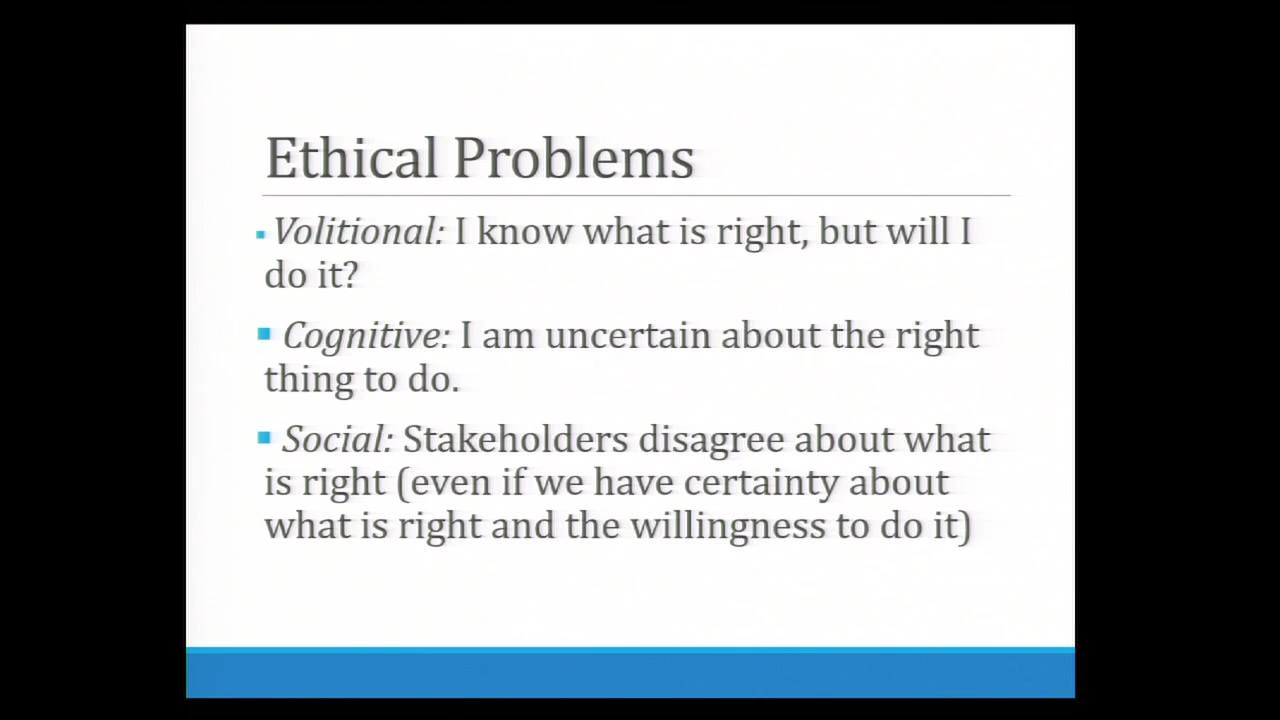 Ethical Problems
Volitional: I know what is right, but will I
do it?
Cognitive: I am uncertain about the right
thing to do.
Social: Stakeholders disagree about what
is right (even if we have certainty about
what is right and the willingness to do it)